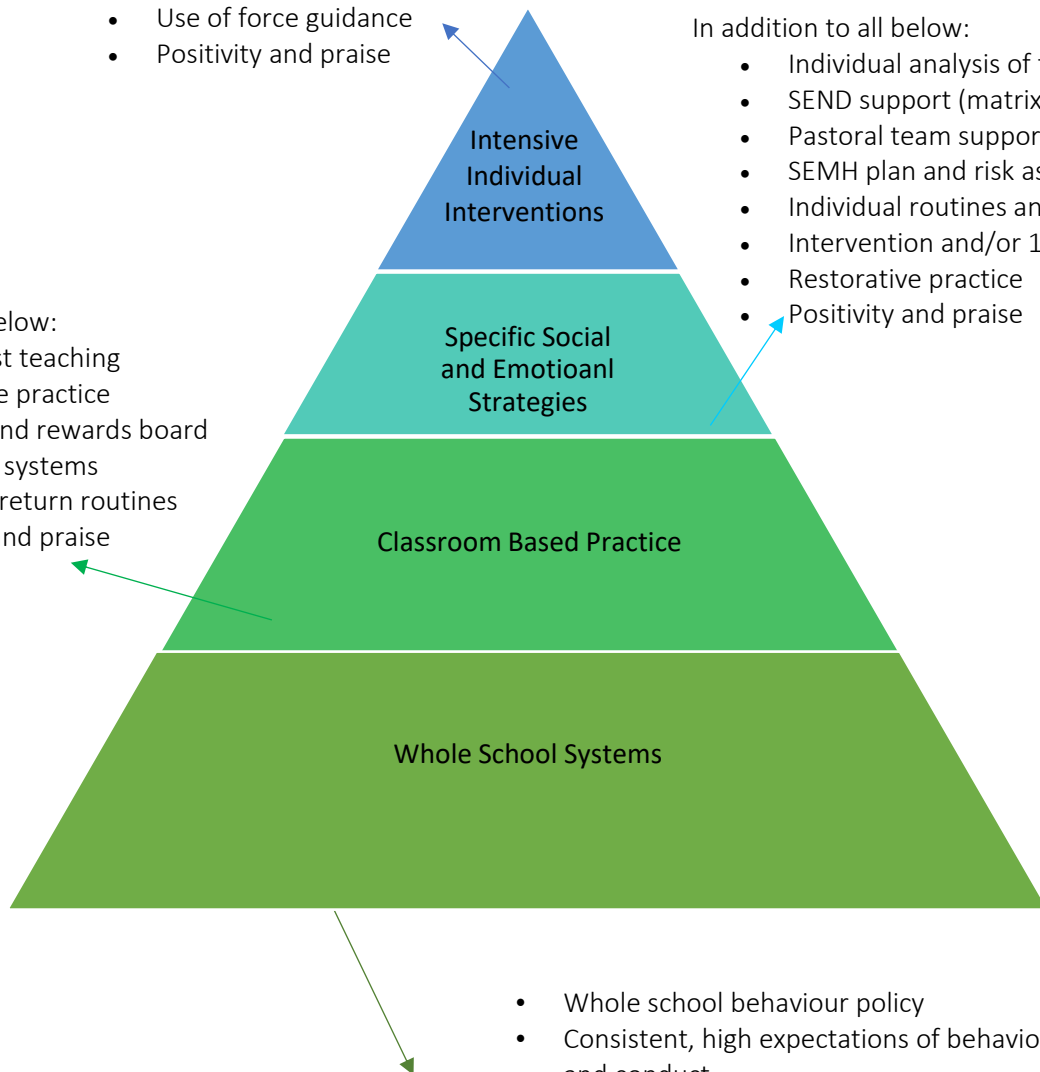 • Use of force guidance
• Positivity and praise
In addition to all below:
• Individual analysis of
• SEND support (matrix
• Pastoral team suppor
• SEMH plan and risk as
• Individual routines an
• Intervention and/or 1
• Restorative practice
• Positivity and praise
Intensive
Individual
Interventions
elow:
st teaching
e practice
nd rewards board
systems
return routines
nd praise
Specific Social
and Emotioanl
Strategies
Classroom Based Practice
Whole School Systems
• Whole school behaviour policy
• Consistent, high expectations of behavio
and conduct